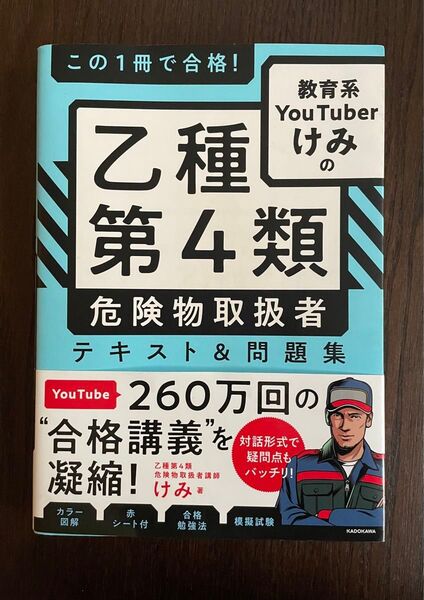 この1冊で合格!
教育系
YouTuber
けみの
乙種
第4類
危険物取扱者
テキスト&問題集
YouTube
260万回の
"合格講義"を
凝縮!
乙種第4類
危険物取扱者講師
けみ 著
対話形式で
疑問点も
バッチリ!
カラー
図解
赤
シート付
合格
勉強法
模擬試験
KADOKAWA